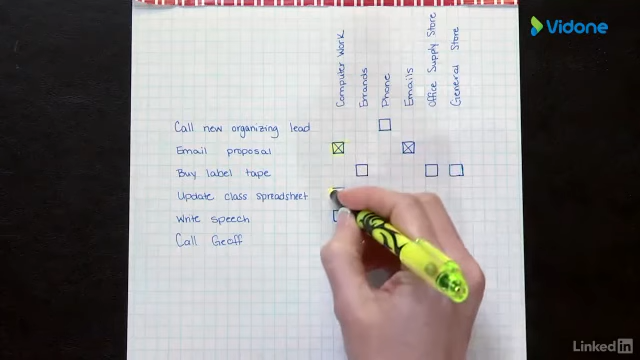 Vidone
Computer Work
Errands
Phone
Emails
Office Supply Store
General Store
Call new organizing lead
Email proposal
Buy label tape
Update class spreadsheet
Write speech
Call Geoff
LinkedIn